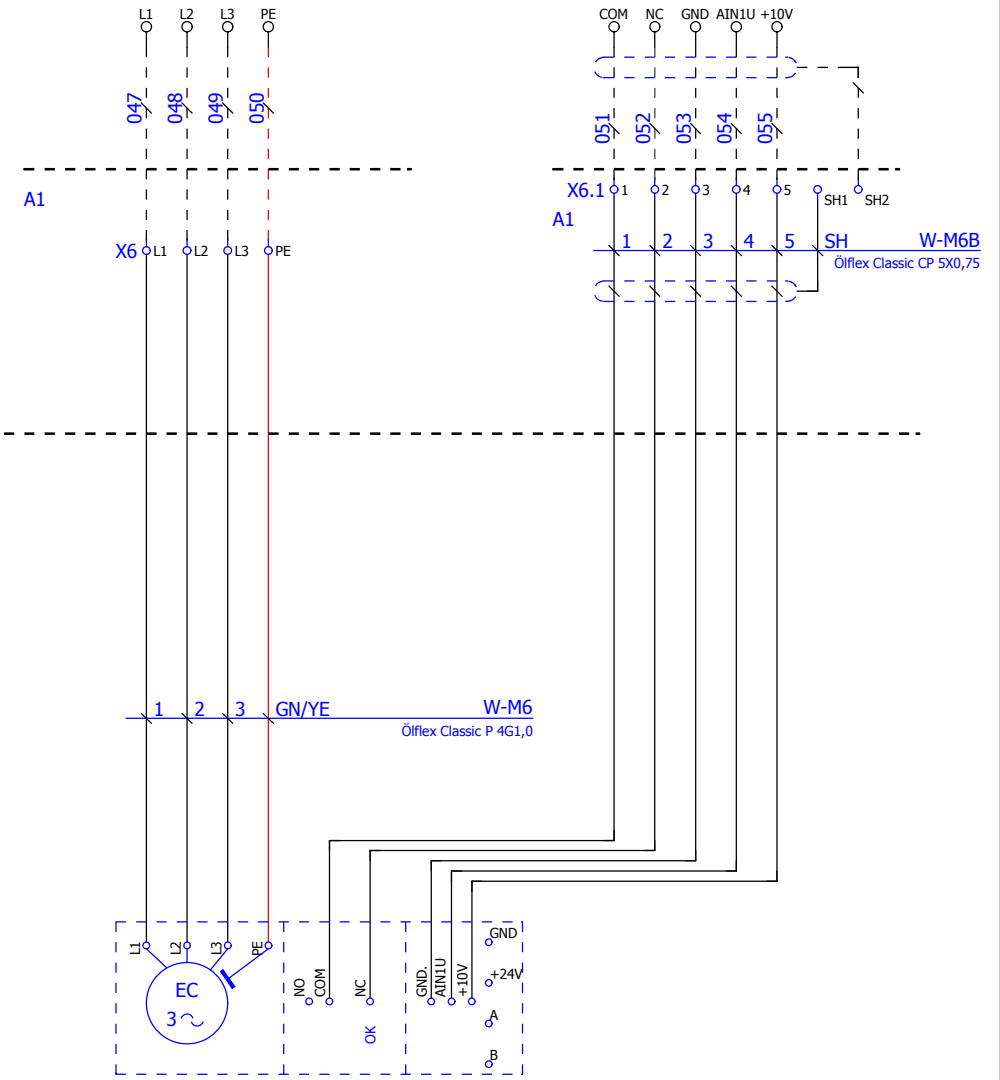 L1 L2 L3 PE COM NC GND AIN1U +10V
047 048 049 050 051 052 053 054 055
A1 X6.1 1 2 3 4 5 SH1 SH2
A1
X6 L1 L2 L3 PE 1 2 3 4 5 SH W-M6B
Ölflex Classic CP 5X0,75
1 2 3 GN/YE W-M6
Ölflex Classic P 4G1,0
L1 L2 L3 PE GND
NO COM NC GND. AIN1U +10V +24V
EC
3 A
OK
B